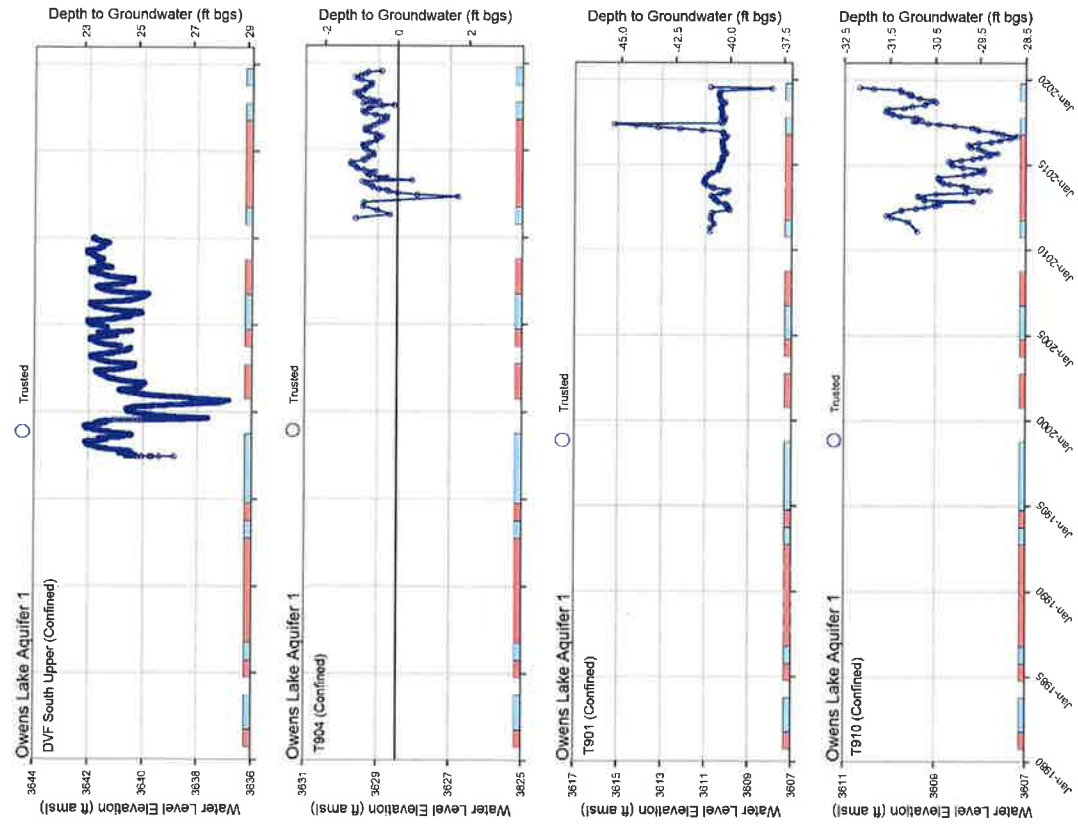 Owens Lake Aquifer 1
Trusted
DVF South Upper (Confined)
Water Level Elevation (ft amsl)
3644
3642
3640
3638
3636
Depth to Groundwater (ft bgs)
23
25
27
29
Owens Lake Aquifer 1
Trusted
T904 (Confined)
Water Level Elevation (ft amsl)
3631
3629
3627
3625
Depth to Groundwater (ft bgs)
-2
0
2
Owens Lake Aquifer 1
Trusted
T901 (Confined)
Water Level Elevation (ft amsl)
3617
3615
3613
3611
3609
3607
Depth to Groundwater (ft bgs)
-45.0
-42.5
-40.0
-37.5
Owens Lake Aquifer 1
Trusted
T910 (Confined)
Water Level Elevation (ft amsl)
3611
3609
3607
Depth to Groundwater (ft bgs)
-32.5
-31.5
-30.5
-29.5
-28.5
Jan-1980
Jan-1985
Jan-1990
Jan-1995
Jan-2000
Jan-2005
Jan-2010
Jan-2015
Jan-2020